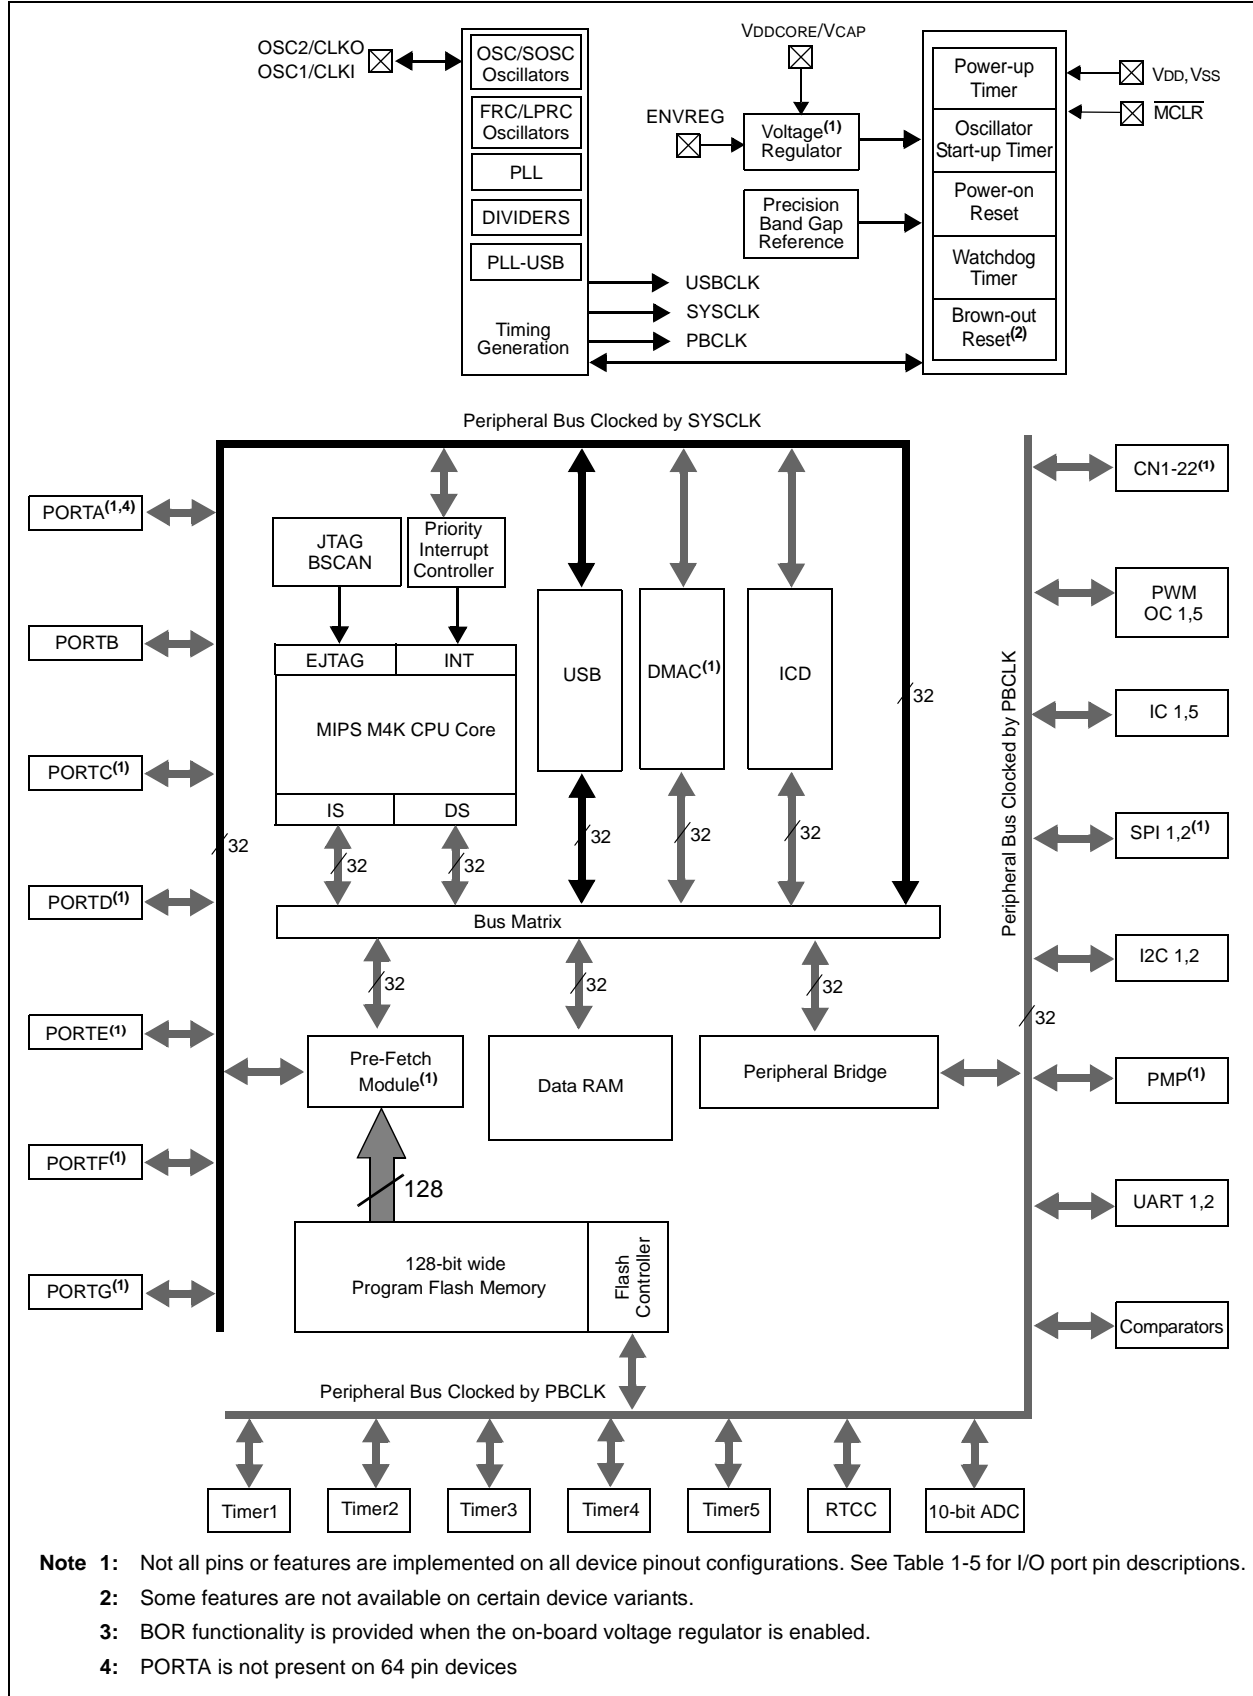 OSC2/CLKO
OSC1/CLKI
OSC/SOSC
Oscillators
FRC/LPRC
Oscillators
PLL
DIVIDERS
PLL-USB
Timing
Generation
USBCLK
SYSCLK
PBCLK
VDDCORE/VCAP
ENVREG
Voltage(1)
Regulator
Precision
Band Gap
Reference
Power-up
Timer
Oscillator
Start-up Timer
Power-on
Reset
Watchdog
Timer
Brown-out
Reset(2)
VDD, VSS
MCLR
Peripheral Bus Clocked by SYSCLK
PORTA(1,4)
PORTB
PORTC(1)
PORTD(1)
PORTE(1)
PORTF(1)
PORTG(1)
32
JTAG
BSCAN
Priority
Interrupt
Controller
EJTAG
INT
MIPS M4K CPU Core
IS
DS
USB
DMAC(1)
ICD
32
32
32
32
32
32
Bus Matrix
32
32
32
Pre-Fetch
Module(1)
Data RAM
Peripheral Bridge
128
128-bit wide
Program Flash Memory
Flash
Controller
Peripheral Bus Clocked by PBCLK
32
CN1-22(1)
PWM
OC 1,5
IC 1,5
SPI 1,2(1)
I2C 1,2
PMP(1)
UART 1,2
Comparators
Peripheral Bus Clocked by PBCLK
Timer1
Timer2
Timer3
Timer4
Timer5
RTCC
10-bit ADC
Note 1: Not all pins or features are implemented on all device pinout configurations. See Table 1-5 for I/O port pin descriptions.
2: Some features are not available on certain device variants.
3: BOR functionality is provided when the on-board voltage regulator is enabled.
4: PORTA is not present on 64 pin devices